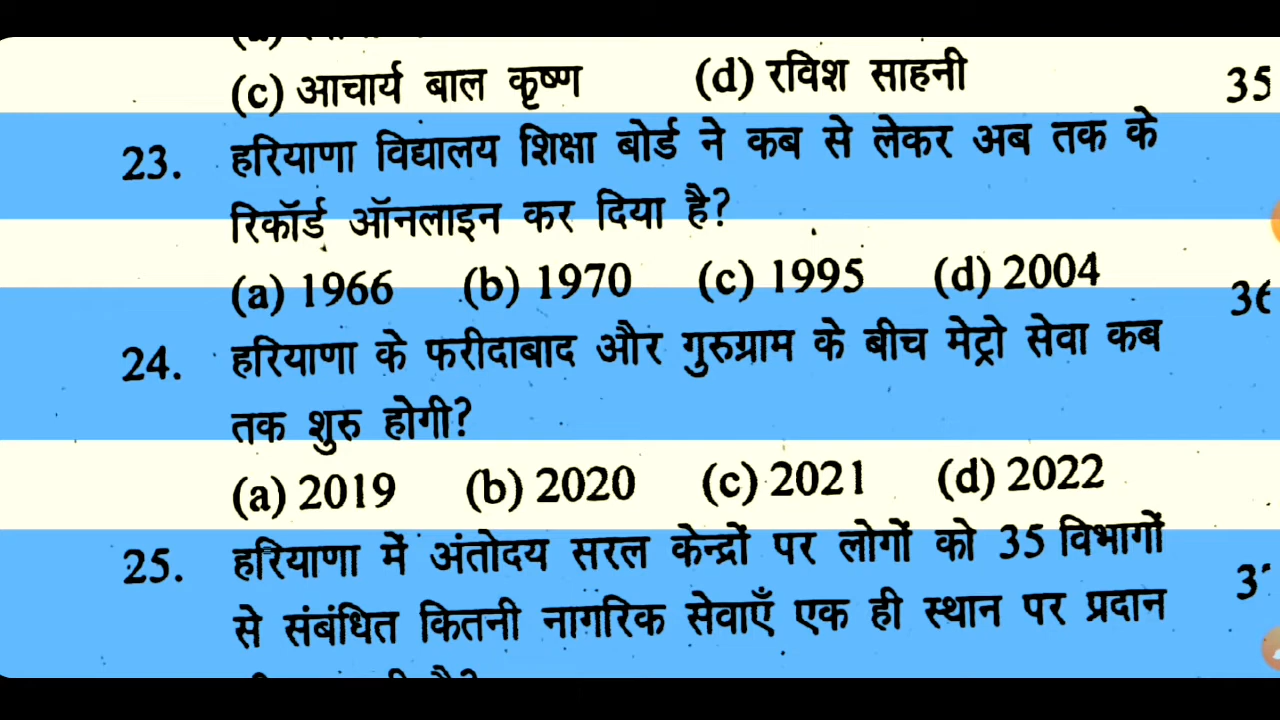 (c) आचार्य बाल कृष्ण (d) रविश साहनी
35
23. हरियाणा विद्यालय शिक्षा बोर्ड ने कब से लेकर अब तक के
रिकॉर्ड ऑनलाइन कर दिया है?
(a) 1966 (b) 1970 (c) 1995 (d) 2004
24. हरियाणा के फरीदाबाद और गुरुग्राम के बीच मेट्रो सेवा कब
तक शुरु होगी?
(a) 2019 (b) 2020 (c) 2021 (d) 2022
25. हरियाणा में अंतोदय सरल केन्द्रों पर लोगों को 35 विभागों
से संबंधित कितनी नागरिक सेवाएँ एक ही स्थान पर प्रदान